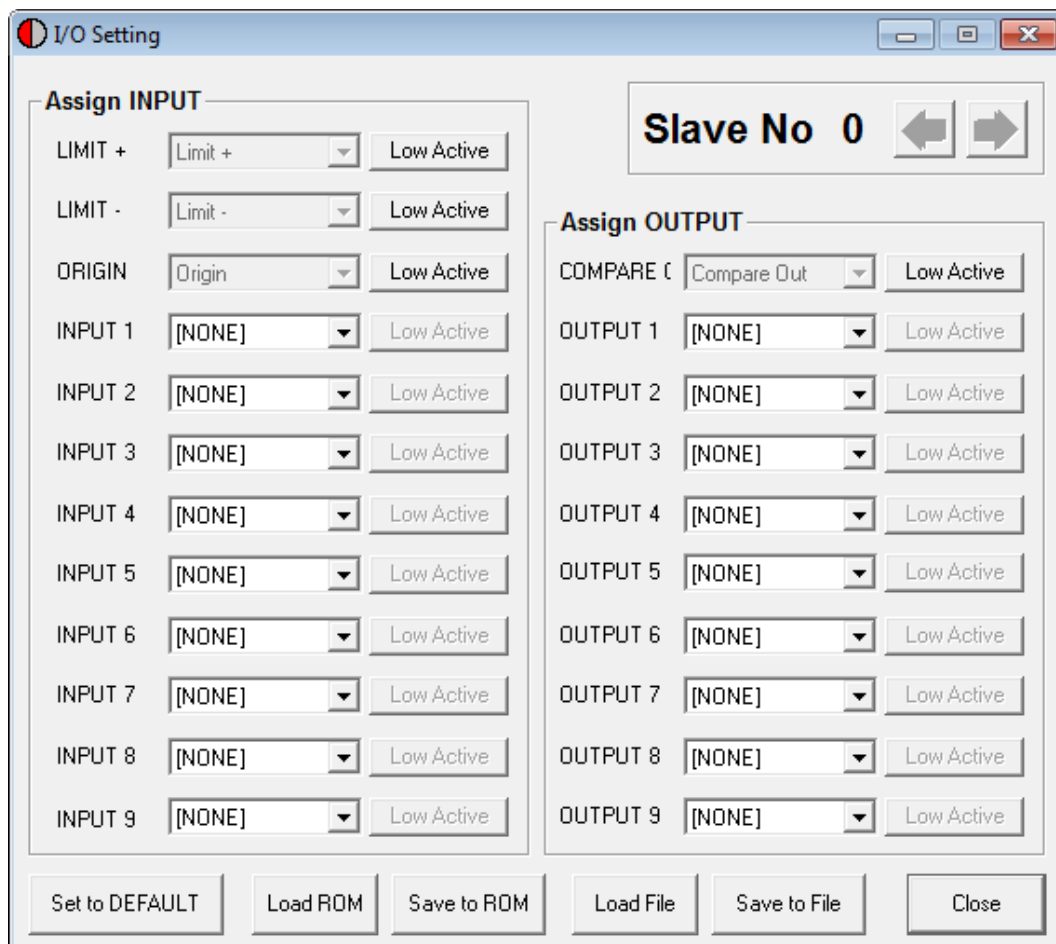 I/O Setting
Assign INPUT
LIMIT + Limit + Low Active
LIMIT - Limit - Low Active
ORIGIN Origin Low Active
INPUT 1 [NONE] Low Active
INPUT 2 [NONE] Low Active
INPUT 3 [NONE] Low Active
INPUT 4 [NONE] Low Active
INPUT 5 [NONE] Low Active
INPUT 6 [NONE] Low Active
INPUT 7 [NONE] Low Active
INPUT 8 [NONE] Low Active
INPUT 9 [NONE] Low Active
Slave No 0
Assign OUTPUT
COMPARE Compare Out Low Active
OUTPUT 1 [NONE] Low Active
OUTPUT 2 [NONE] Low Active
OUTPUT 3 [NONE] Low Active
OUTPUT 4 [NONE] Low Active
OUTPUT 5 [NONE] Low Active
OUTPUT 6 [NONE] Low Active
OUTPUT 7 [NONE] Low Active
OUTPUT 8 [NONE] Low Active
OUTPUT 9 [NONE] Low Active
Set to DEFAULT Load ROM Save to ROM Load File Save to File Close